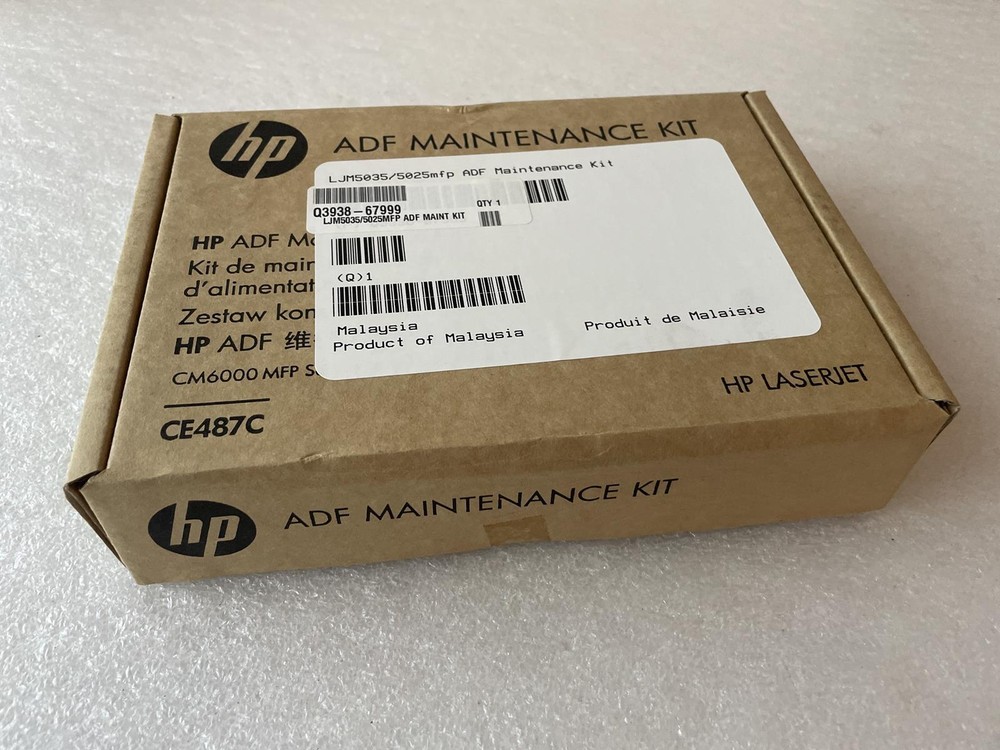 hp ADF MAINTENANCE KIT
LJM5035/5025mfp ADF Maintenance Kit
Q3938-67999 QTY 1
LJM5035/5025MFP ADF MAINT KIT
(Q)1
Malaysia
Product of Malaysia Produit de Malaisie
HP ADF
Kit de
d'alimentat
Zestaw
HP ADF 维
CM6000 MFP
CE487C
HP LASERJET
hp ADF MAINTENANCE KIT